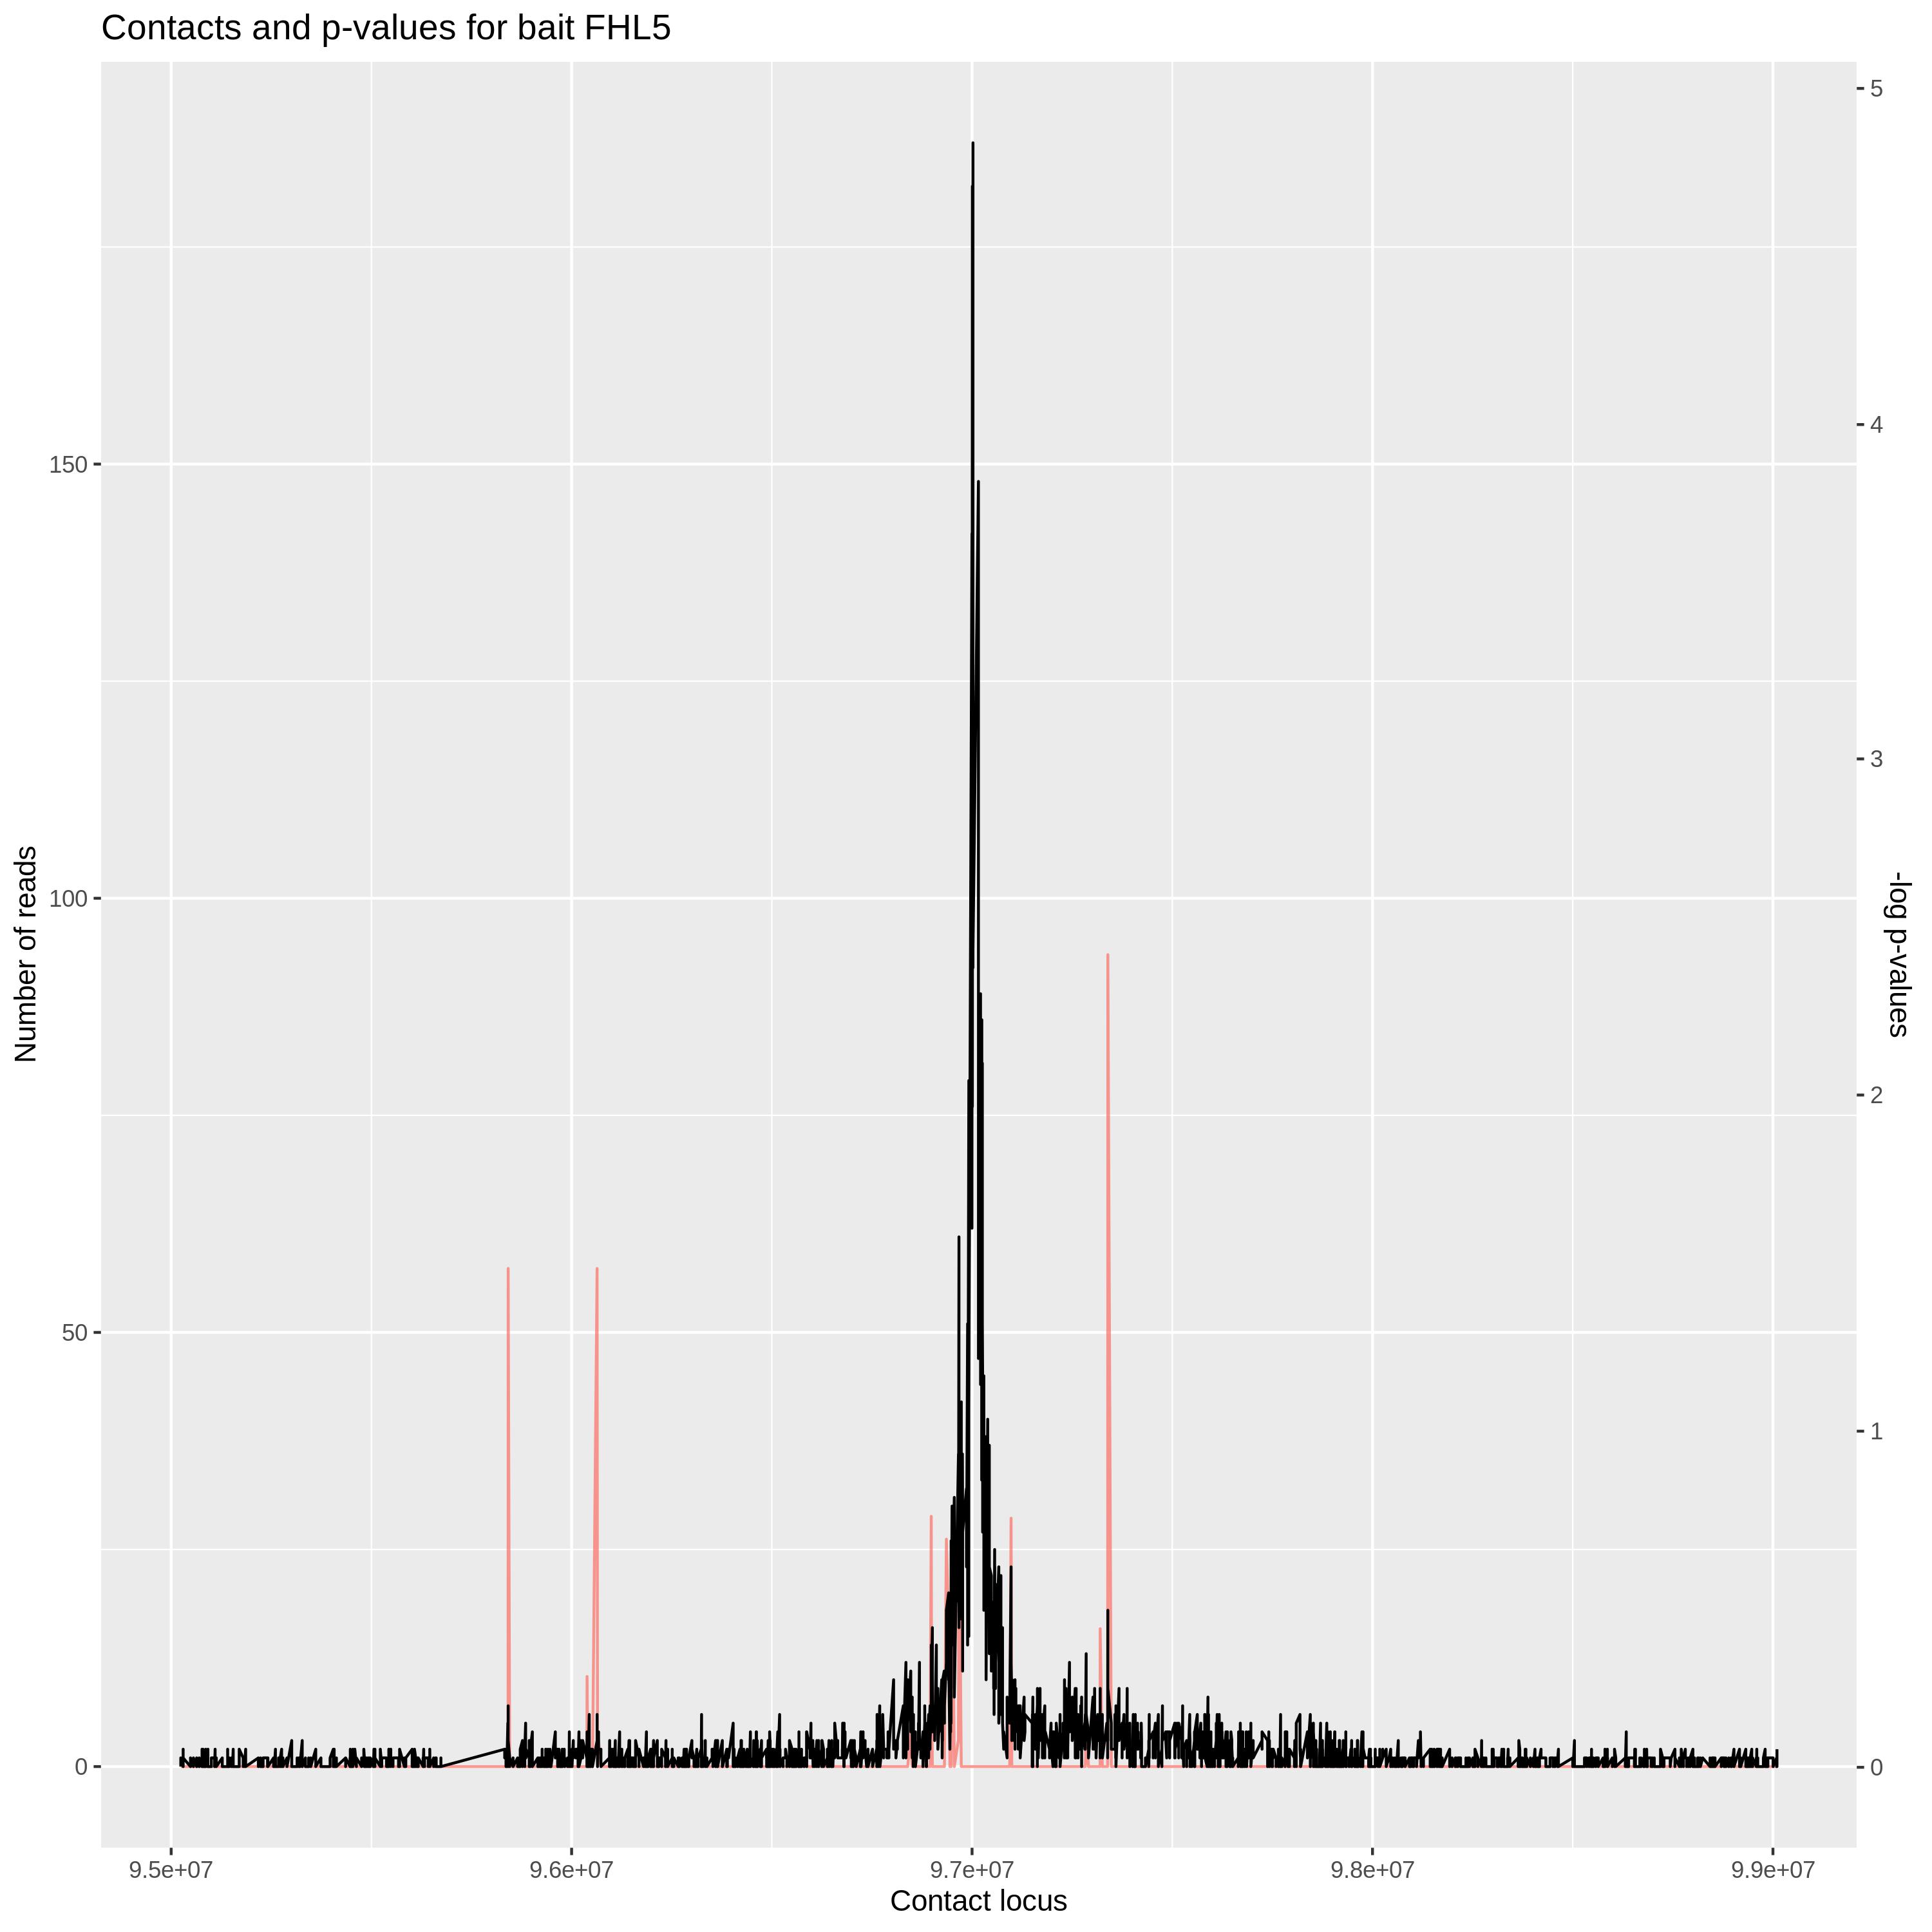 Contacts and p-values for bait FHL5
5
150
4
3
100
Number of reads
-log p-values
2
50
1
0
0
9.5e+07 9.6e+07 9.7e+07 9.8e+07 9.9e+07
Contact locus